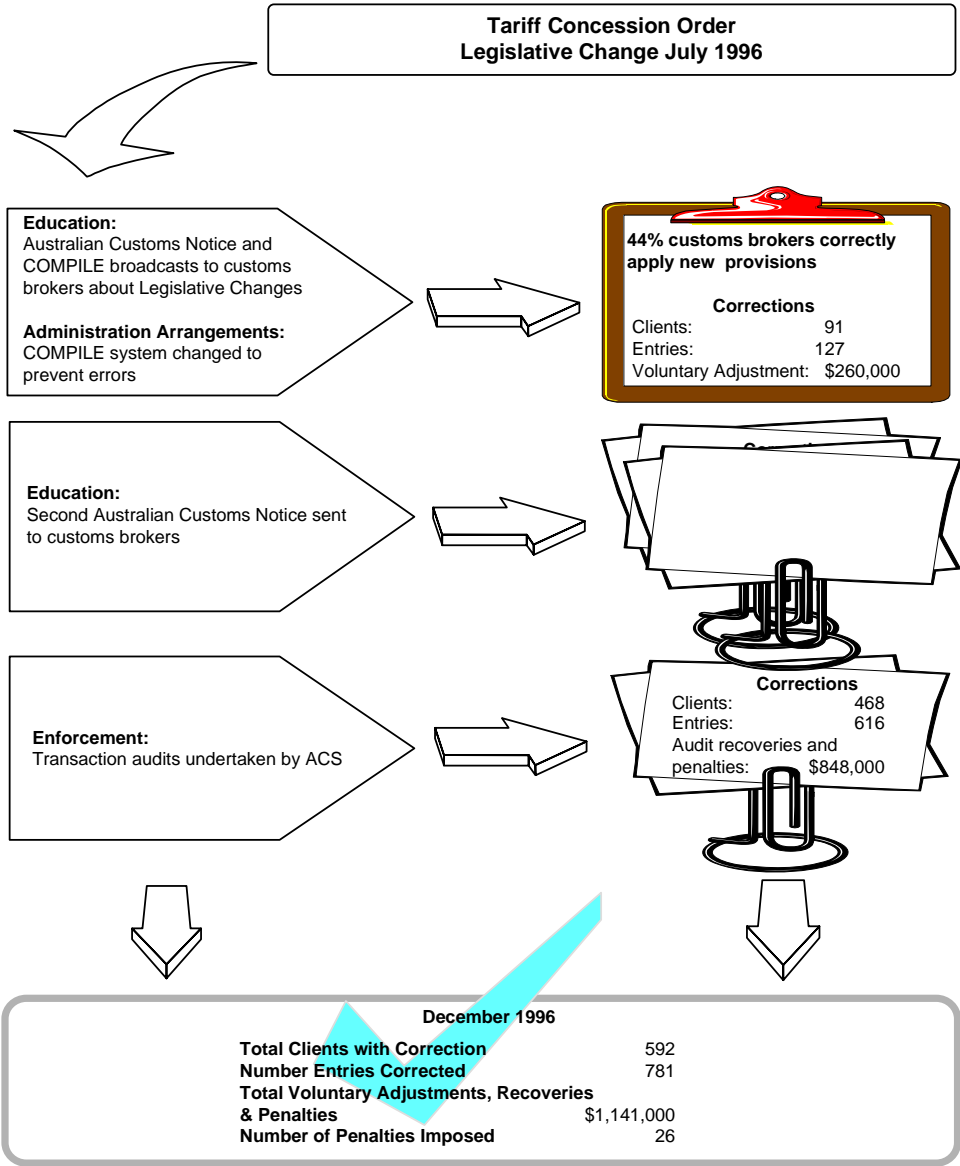 Tariff Concession Order
Legislative Change July 1996
Education:
Australian Customs Notice and
COMPILE broadcasts to customs
brokers about Legislative Changes
Administration Arrangements:
COMPILE system changed to
prevent errors
44% customs brokers correctly
apply new provisions
Corrections
Clients: 91
Entries: 127
Voluntary Adjustment: $260,000
Education:
Second Australian Customs Notice sent
to customs brokers
Enforcement:
Transaction audits undertaken by ACS
Corrections
Clients: 468
Entries: 616
Audit recoveries and
penalties: $848,000
December 1996
Total Clients with Correction 592
Number Entries Corrected 781
Total Voluntary Adjustments, Recoveries
& Penalties $1,141,000
Number of Penalties Imposed 26